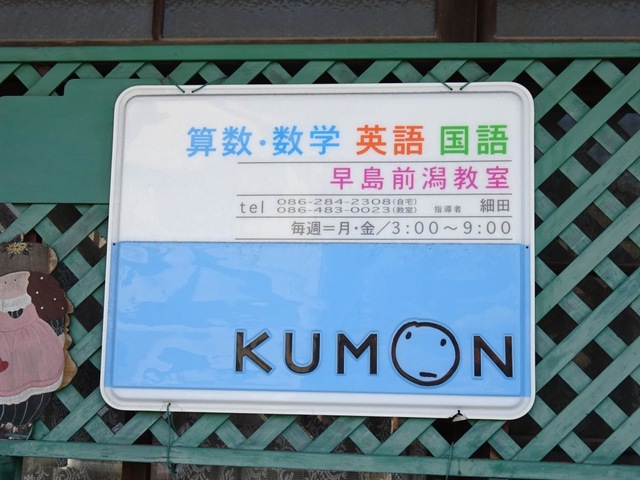 算数・数学 英語 国語
早島前潟教室
tel 086-284-2308(自宅) 086-483-0023(教室) 指導者 細田
毎週=月・金/3:00~9:00
KUMON